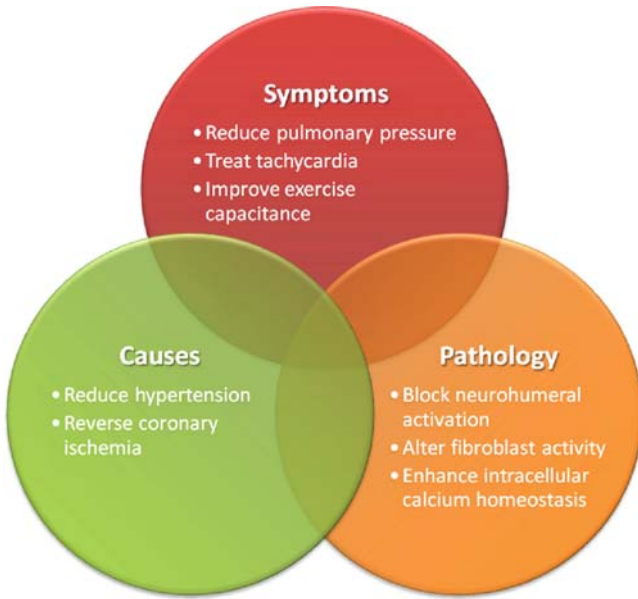 Symptoms
• Reduce pulmonary pressure
• Treat tachycardia
• Improve exercise
capacitance
Causes
• Reduce hypertension
• Reverse coronary
ischemia
Pathology
• Block neurohumeral
activation
• Alter fibroblast activity
• Enhance intracellular
calcium homeostasis